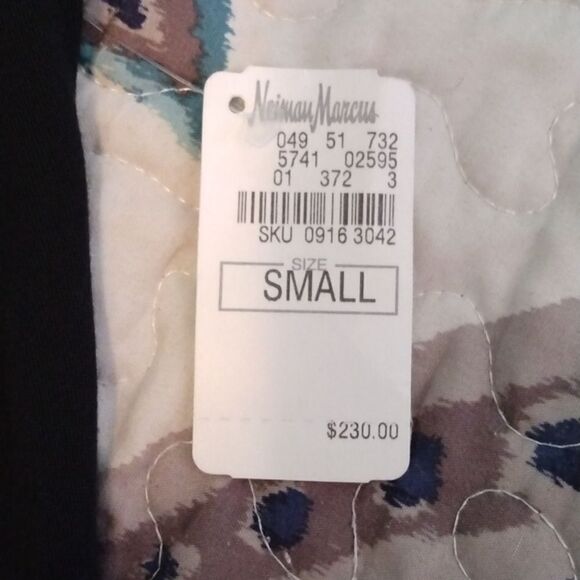 Neiman Marcus
049 51 732
5741 02595
01 372 3
SKU 0916 3042
SIZE
SMALL
$230.00